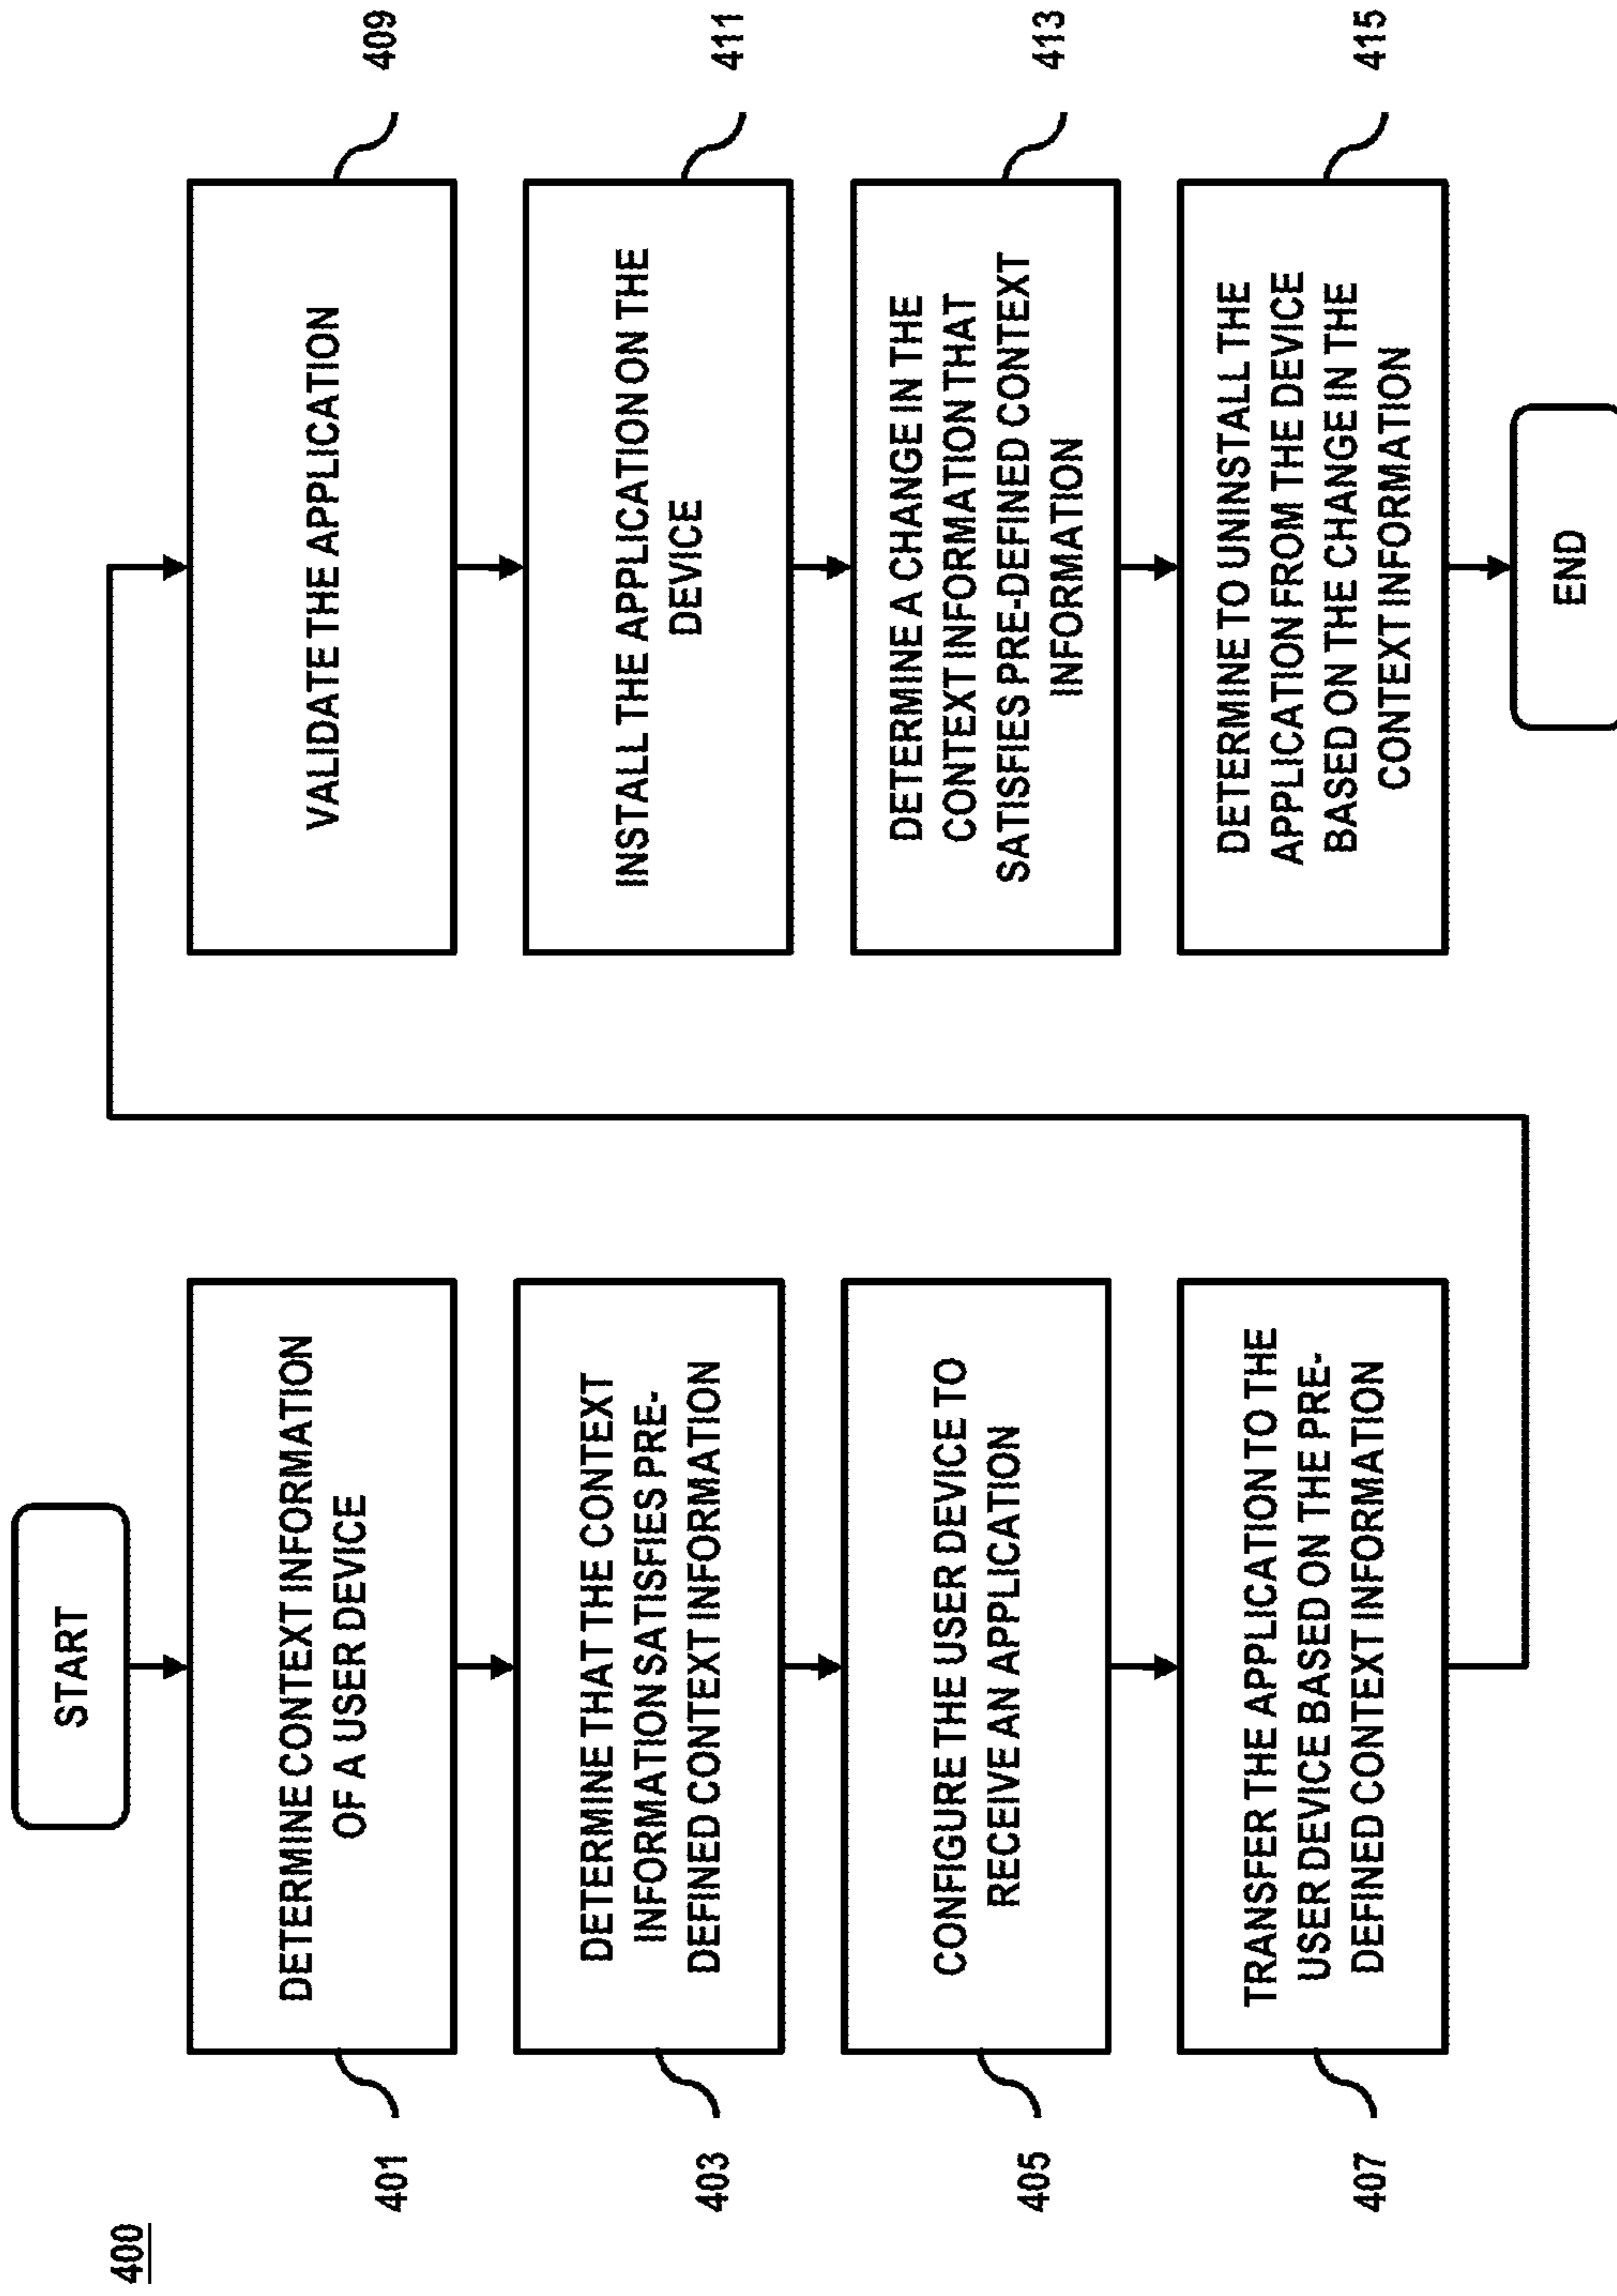 400
START
401
DETERMINE CONTEXT INFORMATION
OF A USER DEVICE
403
DETERMINE THAT THE CONTEXT
INFORMATION SATISFIES PRE-
DEFINED CONTEXT INFORMATION
405
CONFIGURE THE USER DEVICE TO
RECEIVE AN APPLICATION
407
TRANSFER THE APPLICATION TO THE
USER DEVICE BASED ON THE PRE-
DEFINED CONTEXT INFORMATION
VALIDATE THE APPLICATION
409
INSTALL THE APPLICATION ON THE
DEVICE
411
DETERMINE A CHANGE IN THE
CONTEXT INFORMATION THAT
SATISFIES PRE-DEFINED CONTEXT
INFORMATION
413
DETERMINE TO UNINSTALL THE
APPLICATION FROM THE DEVICE
BASED ON THE CHANGE IN THE
CONTEXT INFORMATION
415
END